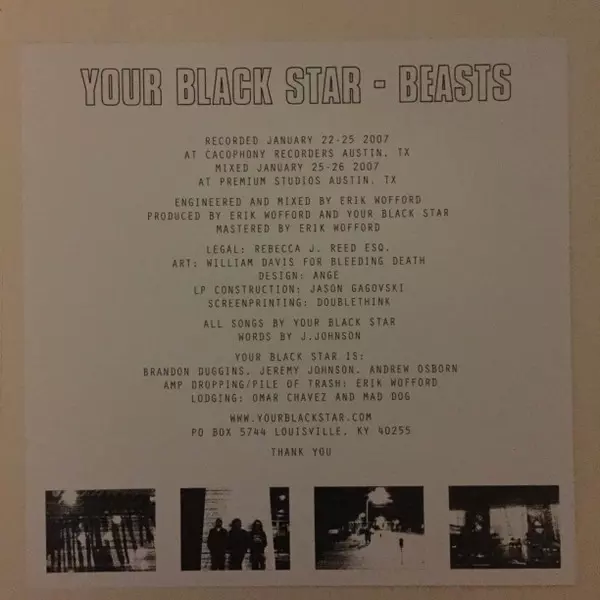 YOUR BLACK STAR - BEASTS
RECORDED JANUARY 22-25 2007
AT CACOPHONY RECORDERS AUSTIN, TX
MIXED JANUARY 25-26 2007
AT PREMIUM STUDIOS AUSTIN, TX
ENGINEERED AND MIXED BY ERIK WOFFORD
PRODUCED BY ERIK WOFFORD AND YOUR BLACK STAR
MASTERED BY ERIK WOFFORD
LEGAL: REBECCA J. REED ESQ.
ART: WILLIAM DAVIS FOR BLEEDING DEATH
DESIGN: ANGE
LP CONSTRUCTION: JASON GAGOVSKI
SCREENPRINTING: DOUBLETHINK
ALL SONGS BY YOUR BLACK STAR
WORDS BY J.JOHNSON
YOUR BLACK STAR IS:
BRANDON DUGGINS, JEREMY JOHNSON, ANDREW OSBORN
AMP DROPPING/PILE OF TRASH: ERIK WOFFORD
LODGING: OMAR CHAVEZ AND MAD DOG
WWW.YOURBLACKSTAR.COM
PO BOX 5744 LOUISVILLE, KY 40255
THANK YOU